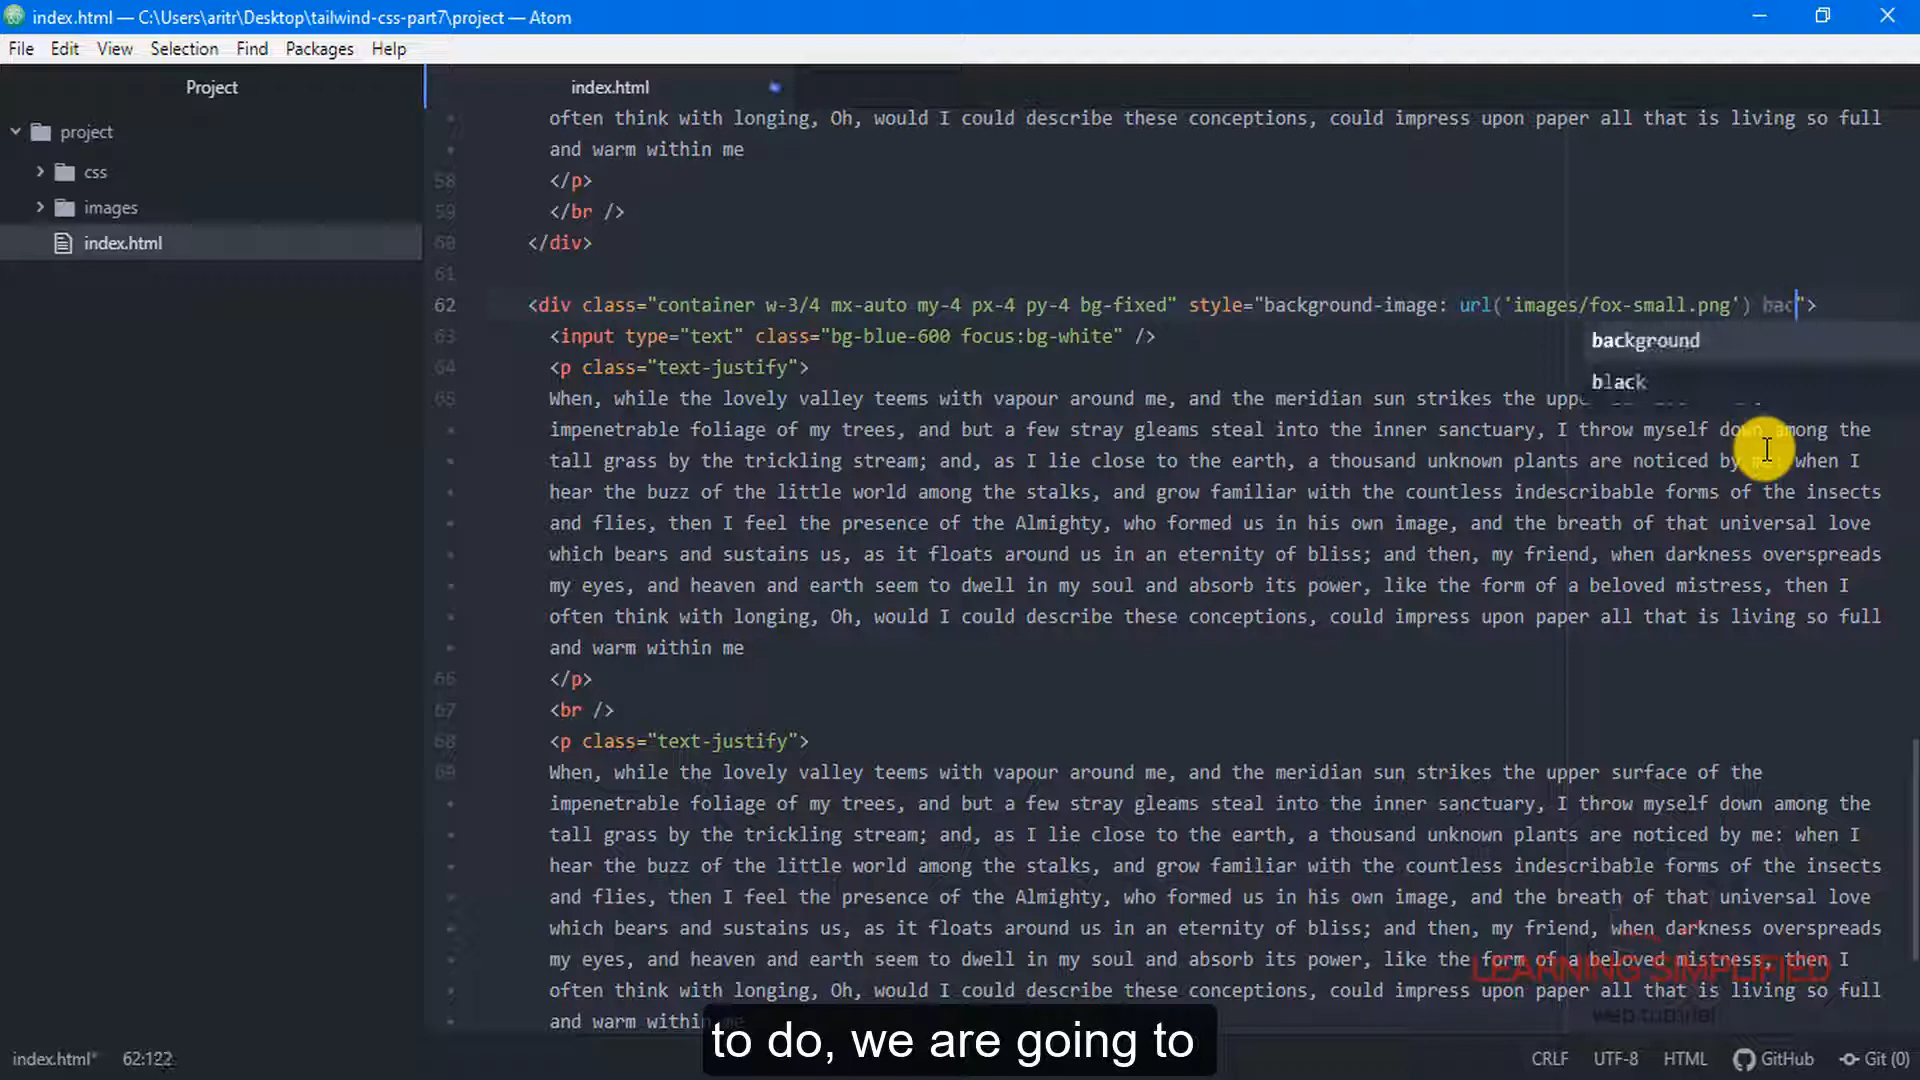 index.html — C:\Users\aritr\Desktop\tailwind-css-part7\project — Atom
File Edit View Selection Find Packages Help
Project
project
css
images
index.html
index.html
often think with longing, Oh, would I could describe these conceptions, could impress upon paper all that is living so full
and warm within me
58 </p>
59 </br />
60 </div>
61
62 <div class="container w-3/4 mx-auto my-4 px-4 py-4 bg-fixed" style="background-image: url('images/fox-small.png') bac">
63 <input type="text" class="bg-blue-600 focus:bg-white" />
background
black
64 <p class="text-justify">
65 When, while the lovely valley teems with vapour around me, and the meridian sun strikes the
impenetrable foliage of my trees, and but a few stray gleams steal into the inner sanctuary, I throw myself down among the
tall grass by the trickling stream; and, as I lie close to the earth, a thousand unknown plants are noticed by me: when I
hear the buzz of the little world among the stalks, and grow familiar with the countless indescribable forms of the insects
and flies, then I feel the presence of the Almighty, who formed us in his own image, and the breath of that universal love
which bears and sustains us, as it floats around us in an eternity of bliss; and then, my friend, when darkness overspreads
my eyes, and heaven and earth seem to dwell in my soul and absorb its power, like the form of a beloved mistress, then I
often think with longing, Oh, would I could describe these conceptions, could impress upon paper all that is living so full
and warm within me
66 </p>
67 <br />
68 <p class="text-justify">
69 When, while the lovely valley teems with vapour around me, and the meridian sun strikes the upper surface of the
impenetrable foliage of my trees, and but a few stray gleams steal into the inner sanctuary, I throw myself down among the
tall grass by the trickling stream; and, as I lie close to the earth, a thousand unknown plants are noticed by me: when I
hear the buzz of the little world among the stalks, and grow familiar with the countless indescribable forms of the insects
and flies, then I feel the presence of the Almighty, who formed us in his own image, and the breath of that universal love
which bears and sustains us, as it floats around us in an eternity of bliss; and then, my friend, when darkness overspreads
my eyes, and heaven and earth seem to dwell in my soul and absorb its power, like the form of a beloved mistress, then I
LEARNING SIMPLIFIED
often think with longing, Oh, would I could describe these conceptions, could impress upon paper all that is living so full
web tutorial
and warm within me
to do, we are going to
index.html* 62:122 CRLF UTF-8 HTML GitHub Git (0)